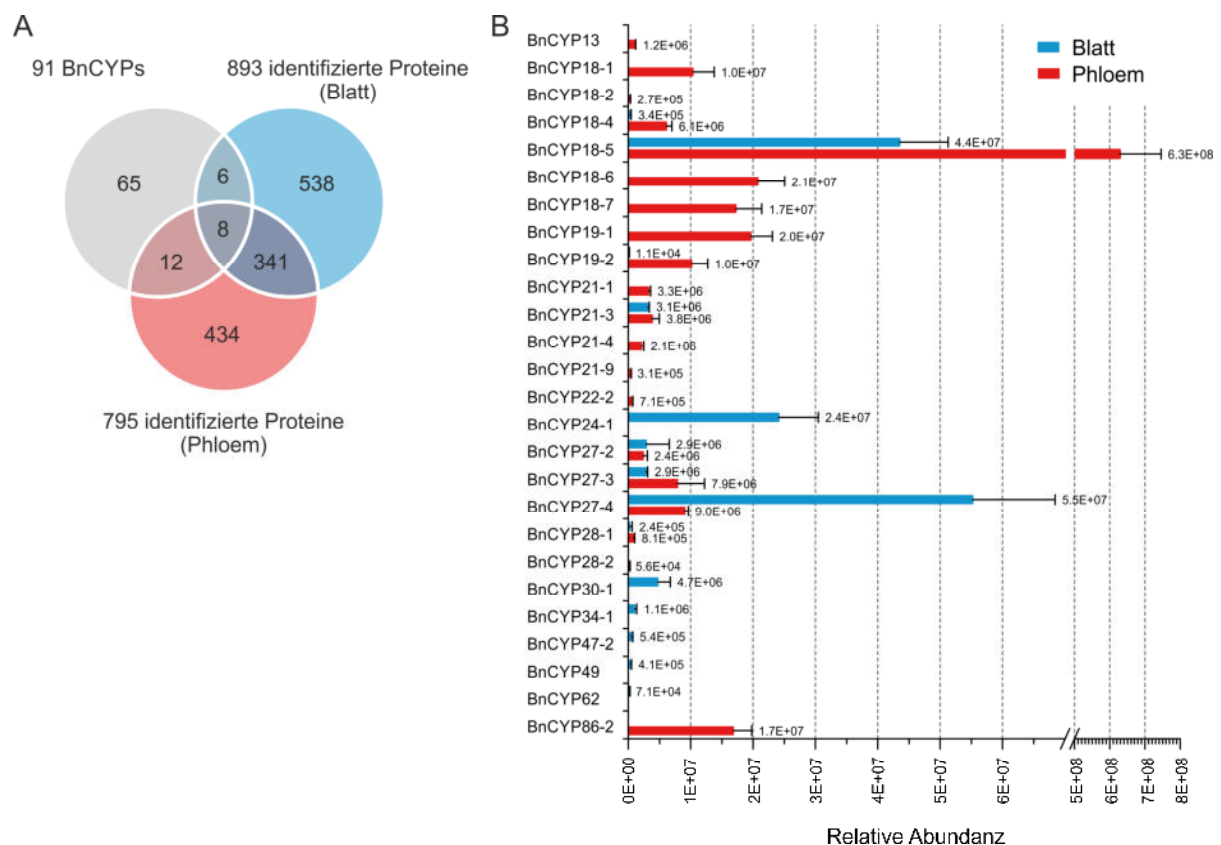 A
91 BnCYPs
893 identifizierte Proteine
(Blatt)
65
6
538
8
12
341
434
795 identifizierte Proteine
(Phloem)
B
Blatt
Phloem
BnCYP13
1.2E+06
BnCYP18-1
1.0E+07
BnCYP18-2
2.7E+05
BnCYP18-4
3.4E+05
6.1E+06
BnCYP18-5
4.4E+07
6.3E+08
BnCYP18-6
2.1E+07
BnCYP18-7
1.7E+07
BnCYP19-1
2.0E+07
BnCYP19-2
1.1E+04
1.0E+07
BnCYP21-1
3.3E+06
BnCYP21-3
3.1E+06
3.8E+06
BnCYP21-4
2.1E+06
BnCYP21-9
3.1E+05
BnCYP22-2
7.1E+05
BnCYP24-1
2.4E+07
BnCYP27-2
2.9E+06
2.4E+06
BnCYP27-3
2.9E+06
7.9E+06
BnCYP27-4
5.5E+07
9.0E+06
BnCYP28-1
2.4E+05
8.1E+05
BnCYP28-2
5.6E+04
BnCYP30-1
4.7E+06
BnCYP34-1
1.1E+06
BnCYP47-2
5.4E+05
BnCYP49
4.1E+05
BnCYP62
7.1E+04
BnCYP86-2
1.7E+07
0E+00
1E+07
2E+07
3E+07
4E+07
5E+07
6E+07
5E+08
6E+08
7E+08
8E+08
Relative Abundanz